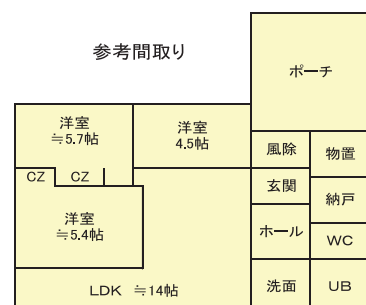 参考間取り
ポーチ
洋室
≒5.7帖
洋室
4.5帖
風除
物置
CZ
CZ
玄関
納戸
洋室
≒5.4帖
ホール
WC
LDK ≒14帖
洗面
UB